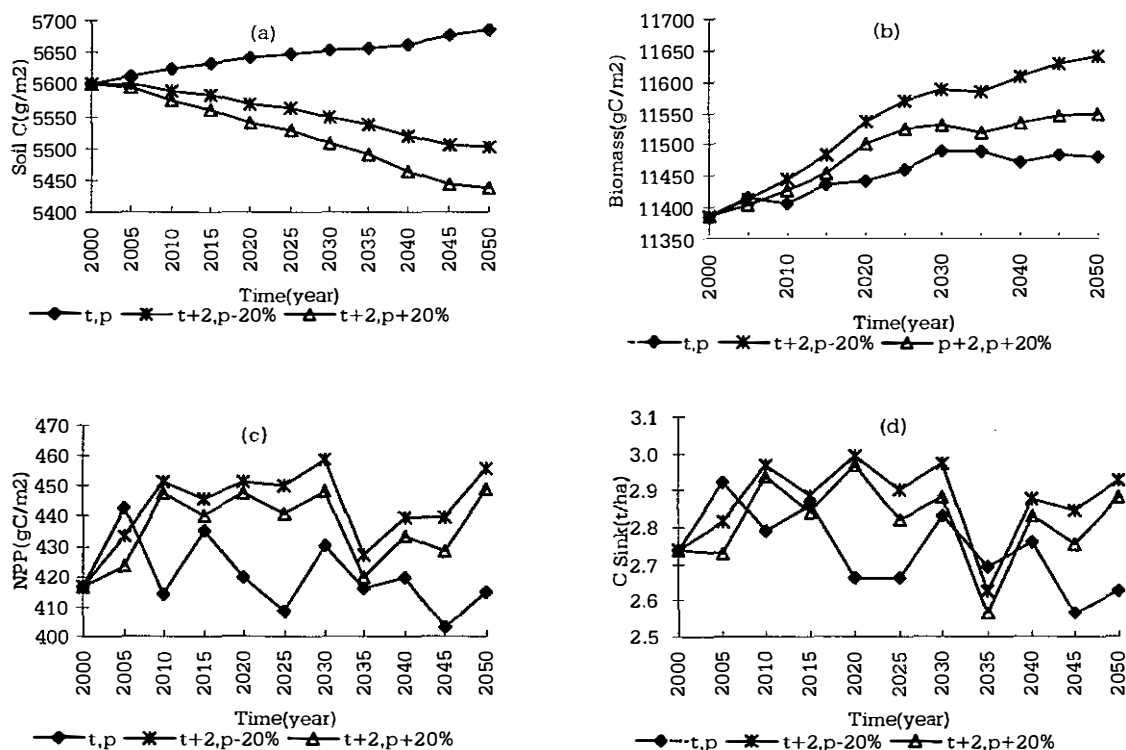 (a)
Soil C(g/m2)
5700
5650
5600
5550
5500
5450
5400
2000 2005 2010 2015 2020 2025 2030 2035 2040 2045 2050
Time(year)
t,p t+2,p-20% t+2,p+20%
(b)
Biomass(gC/m2)
11700
11650
11600
11550
11500
11450
11400
11350
2000 2010 2020 2030 2040 2050
Time(year)
t,p t+2,p-20% p+2,p+20%
(c)
NPP(gC/m2)
470
460
450
440
430
420
410
400
2000 2005 2010 2015 2020 2025 2030 2035 2040 2045 2050
Time(year)
t,p t+2,p-20% t+2,p+20%
(d)
C Sink(t/ha)
3.1
3.0
2.9
2.8
2.7
2.6
2.5
2000 2005 2010 2015 2020 2025 2030 2035 2040 2045 2050
Time(year)
t,p t+2,p-20% t+2,p+20%